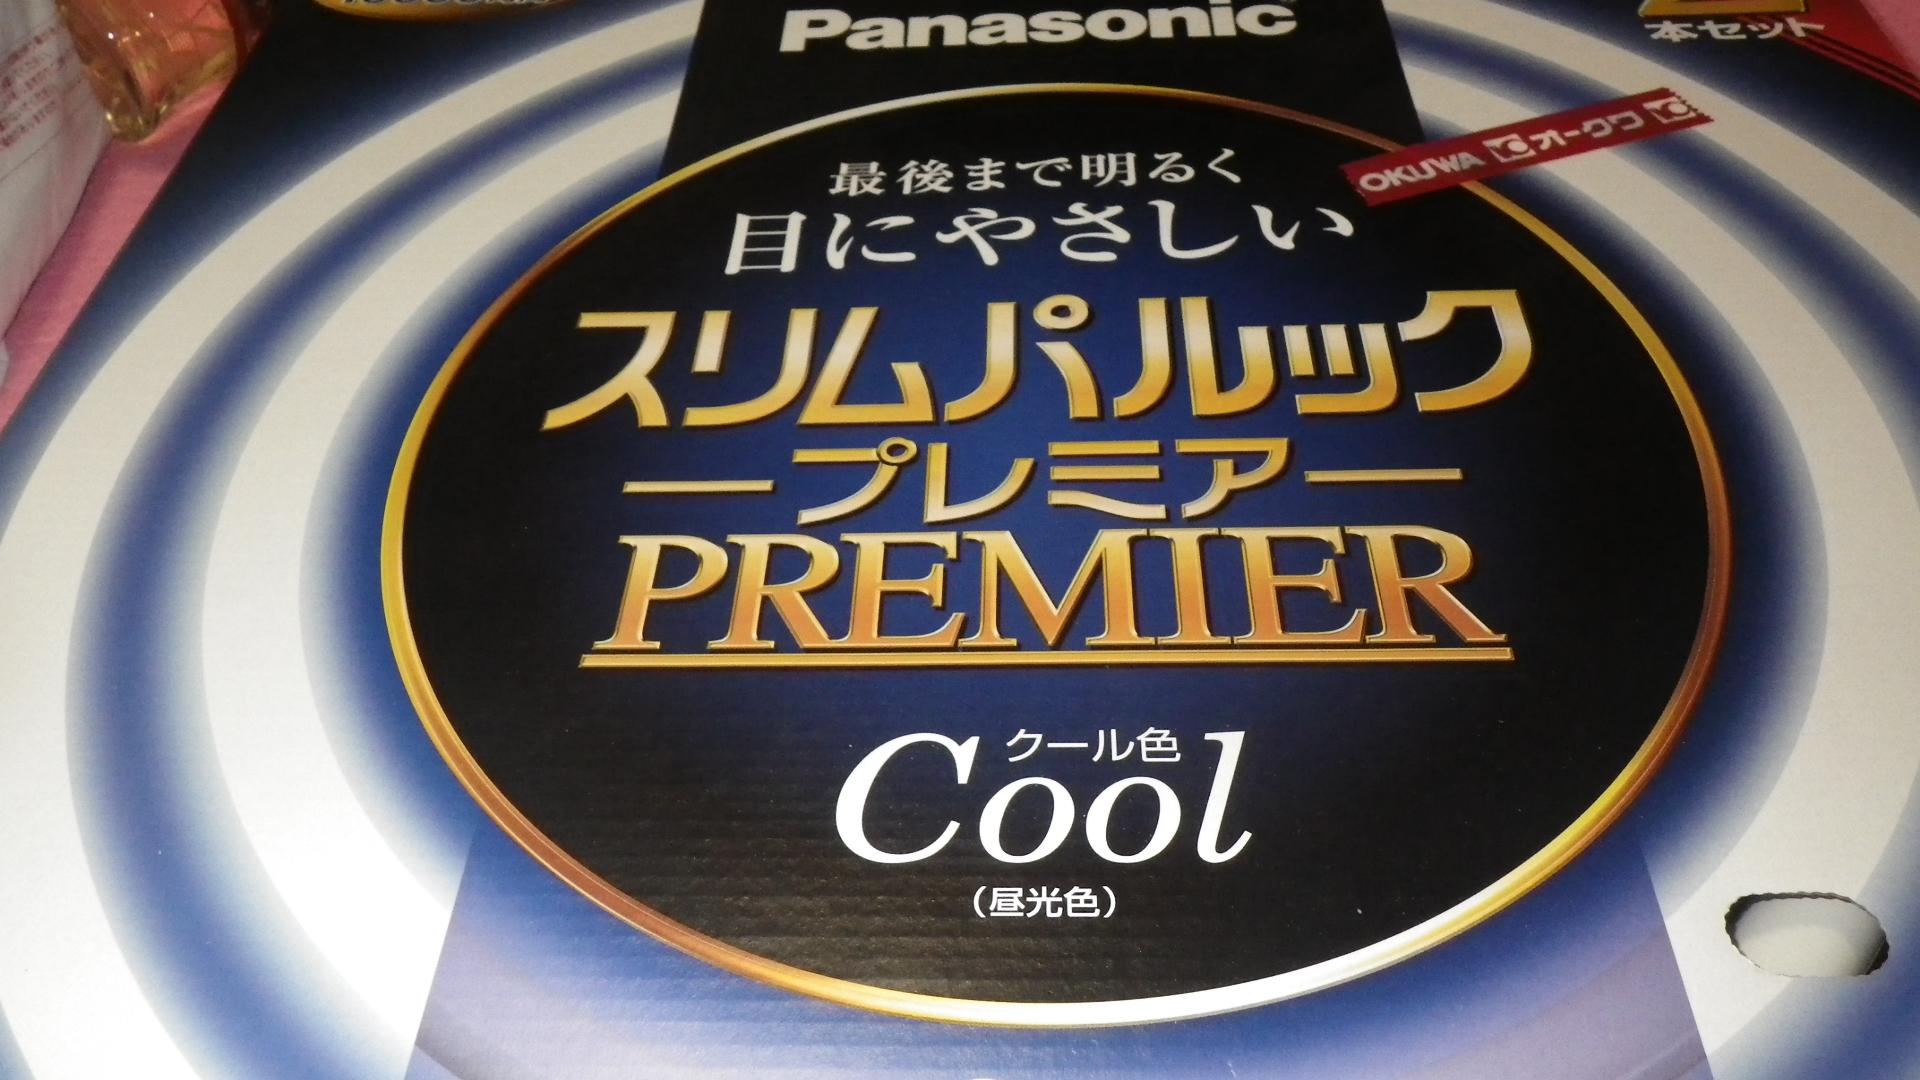 Panasonic
本セット
OKUWA オークワ
最後まで明るく
目にやさしい
スリムパルック
プレミア
PREMIER
クール色
Cool
(昼光色)